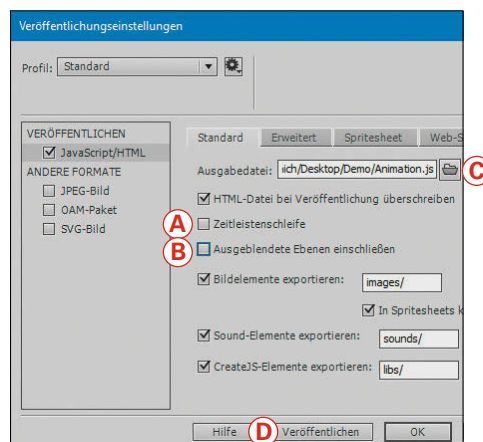 Veröffentlichungseinstellungen
Profil: Standard
VERÖFFENTLICHEN
JavaScript/HTML
ANDERE FORMATE
JPEG-Bild
OAM-Paket
SVG-Bild
Standard Erweitert Spritesheet Web-S
Ausgabedatei: ich/Desktop/Demo/Animation.js C
HTML-Datei bei Veröffentlichung überschreiben
A Zeitleistenschleife
B Ausgeblendete Ebenen einschließen
Bildelemente exportieren: images/
In Spritesheets k
Sound-Elemente exportieren: sounds/
CreateJS-Elemente exportieren: libs/
Hilfe D Veröffentlichen OK